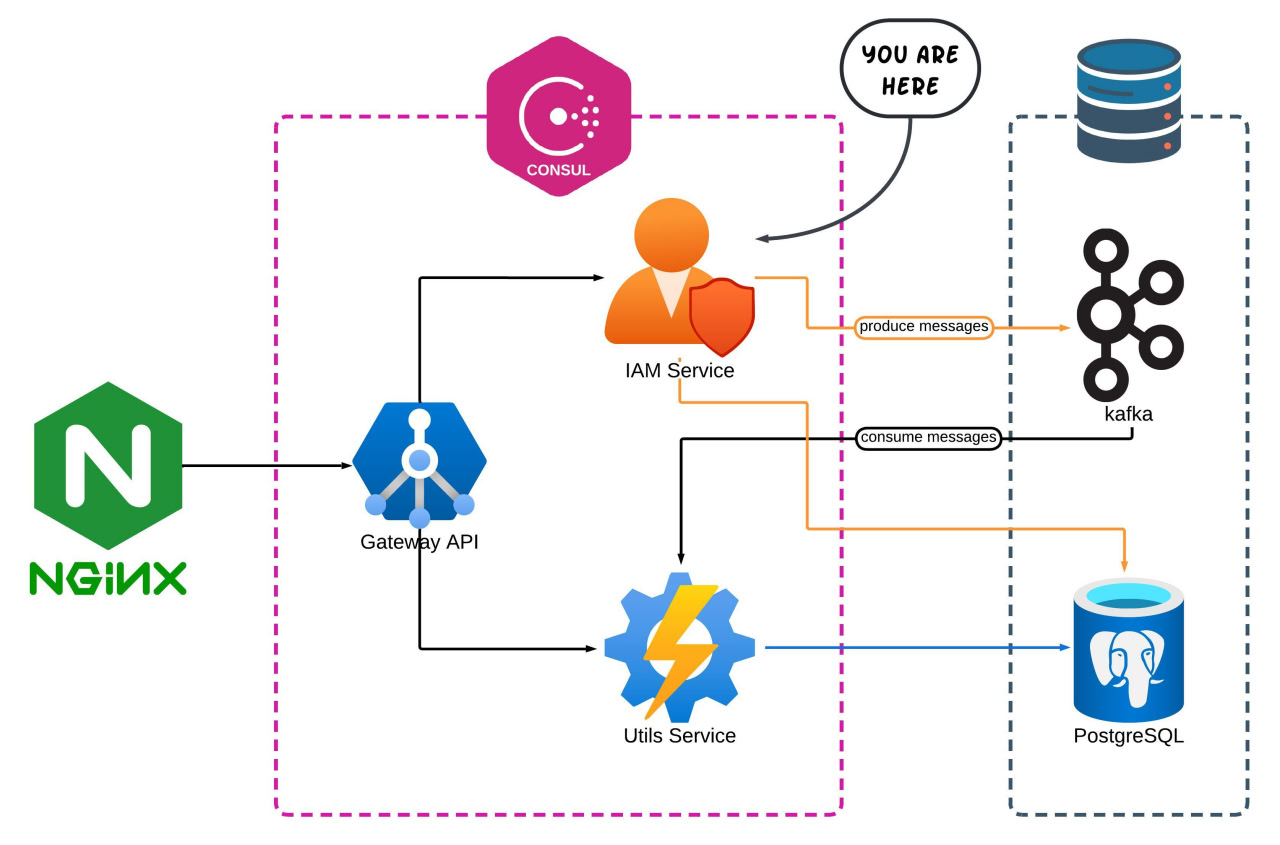 YOU ARE
HERE
CONSUL
produce messages
IAM Service
kafka
consume messages
Gateway API
NGINX
Utils Service
PostgreSQL